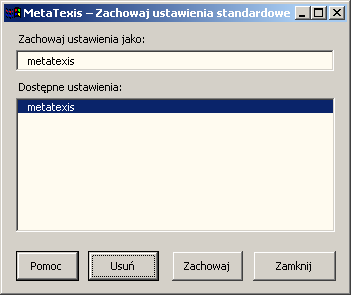 MetaTexis – Zachowaj ustawienia standardowe
Zachowaj ustawienia jako:
metatexis
Dostępne ustawienia:
metatexis
Pomoc Usuń Zachowaj Zamknij